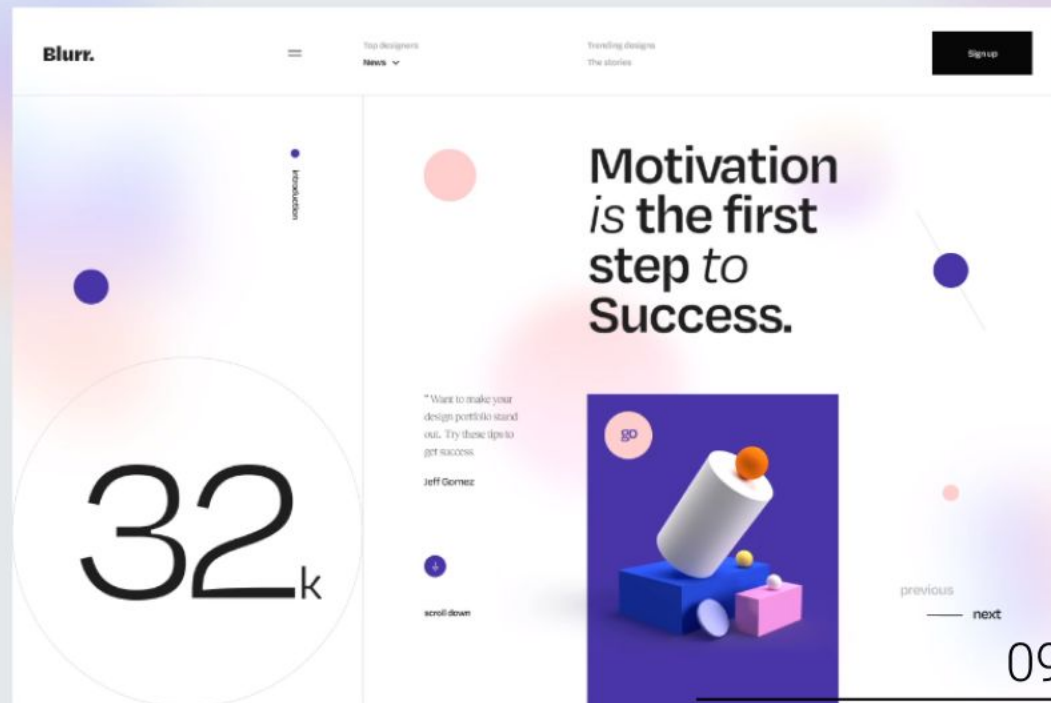 Blurr.
Top designers
News
Trending designs
The stories
Sign up
introduction
Motivation
is the first
step to
Success.
" Want to make your
design portfolio stand
out. Try these tips to
get success
Jeff Gomez
go
32k
scroll down
previous
next
09